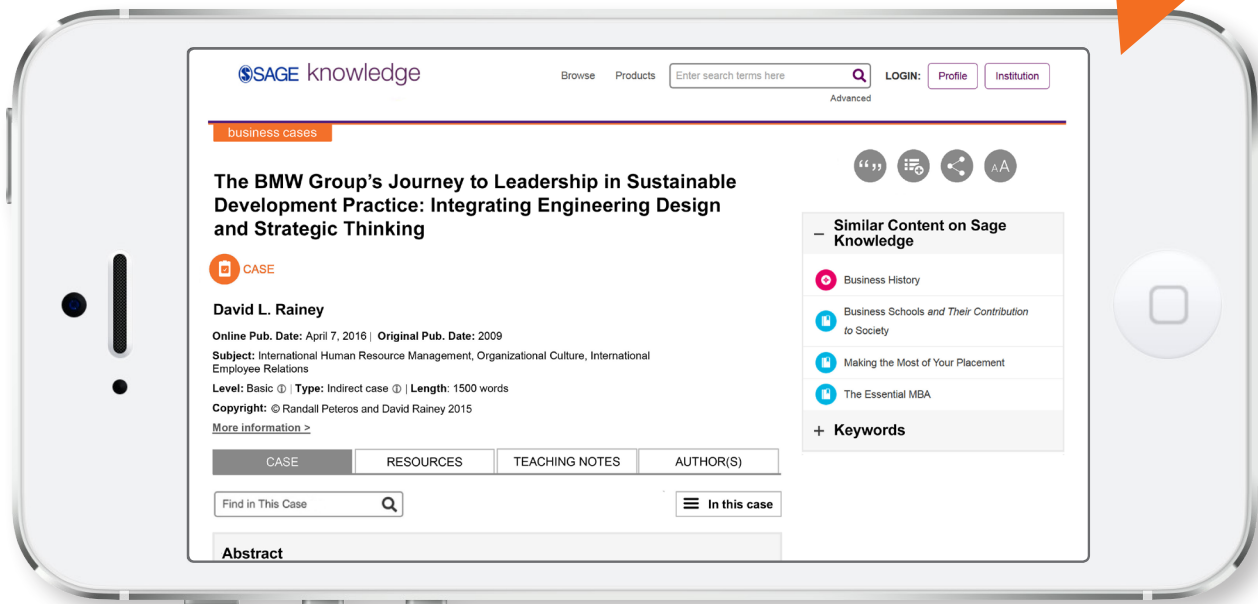 SAGE knowledge
Browse Products Enter search terms here LOGIN: Profile Institution
Advanced
business cases
The BMW Group's Journey to Leadership in Sustainable
Development Practice: Integrating Engineering Design
and Strategic Thinking
CASE
David L. Rainey
Online Pub. Date: April 7, 2016 | Original Pub. Date: 2009
Subject: International Human Resource Management, Organizational Culture, International
Employee Relations
Level: Basic ⓘ | Type: Indirect case ⓘ | Length: 1500 words
Copyright: © Randall Peteros and David Rainey 2015
More information >
CASE RESOURCES TEACHING NOTES AUTHOR(S)
Find in This Case In this case
Abstract
“ ” AA
– Similar Content on Sage
Knowledge
Business History
Business Schools and Their Contribution
to Society
Making the Most of Your Placement
The Essential MBA
+ Keywords